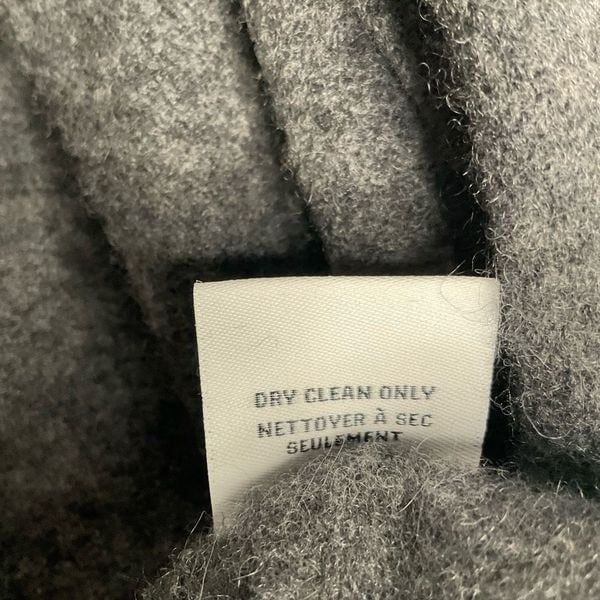 DRY CLEAN ONLY
NETTOYER À SEC
SEULEMENT